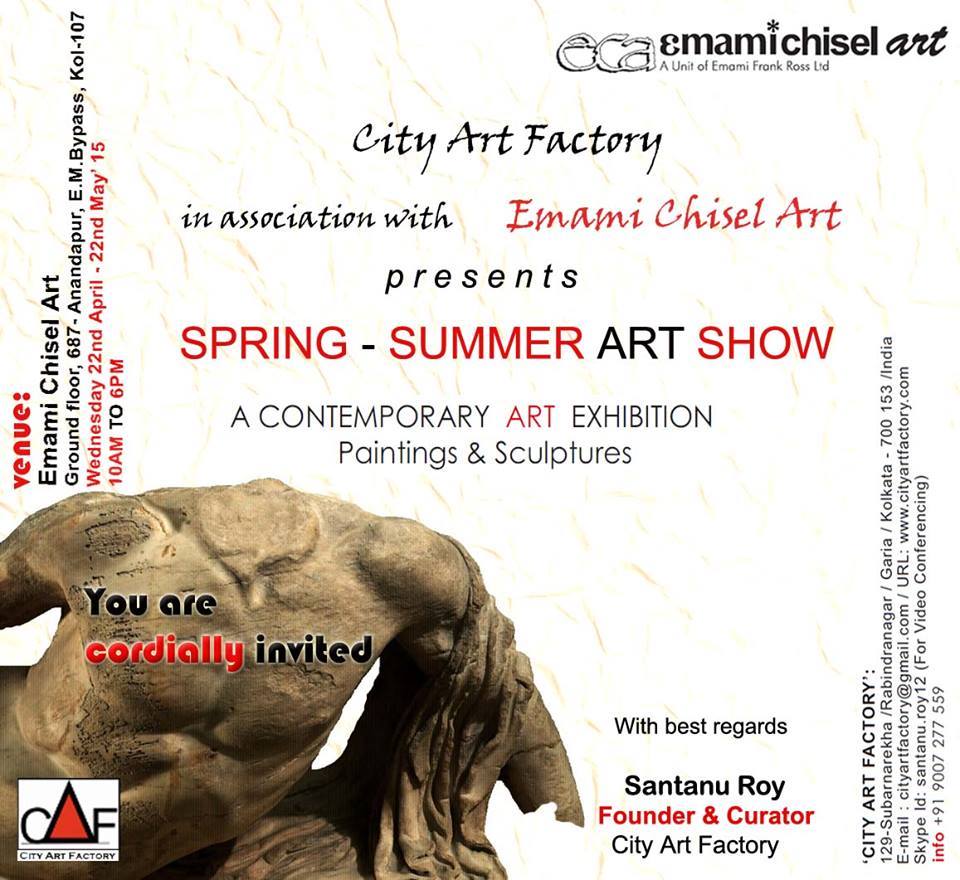 eca emami*chisel art
A Unit of Emami Frank Ross Ltd
City Art Factory
in association with Emami Chisel Art
presents
SPRING - SUMMER ART SHOW
A CONTEMPORARY ART EXHIBITION
Paintings & Sculptures
venue:
Emami Chisel Art
Ground floor, 687- Anandapur, E.M.Bypass, Kol-107
Wednesday 22nd April - 22nd May' 15
10AM TO 6PM
You are
cordially invited
With best regards
Santanu Roy
Founder & Curator
City Art Factory
CAF
CITY ART FACTORY
'CITY ART FACTORY':
129-Subarnarekha /Rabindranagar / Garia / Kolkata - 700 153 /India
E-mail : cityartfactory@gmail.com / URL: www.cityartfactory.com
Skype Id: santanu.roy12 (For Video Conferencing)
info +91 9007 277 559